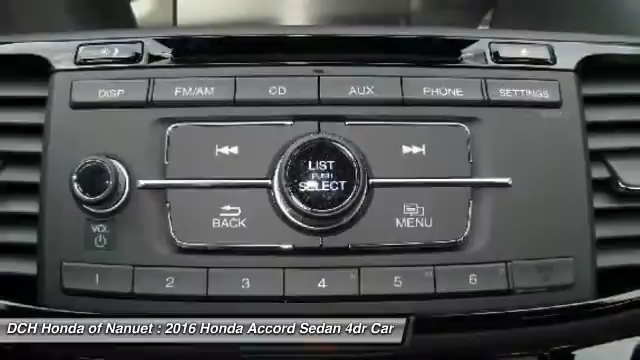 DISP FM/AM CD AUX PHONE SETTINGS
LIST
PUSH
SELECT
VOL
BACK
MENU
1 2 3 4 5 6
DCH Honda of Nanuet : 2016 Honda Accord Sedan 4dr Car